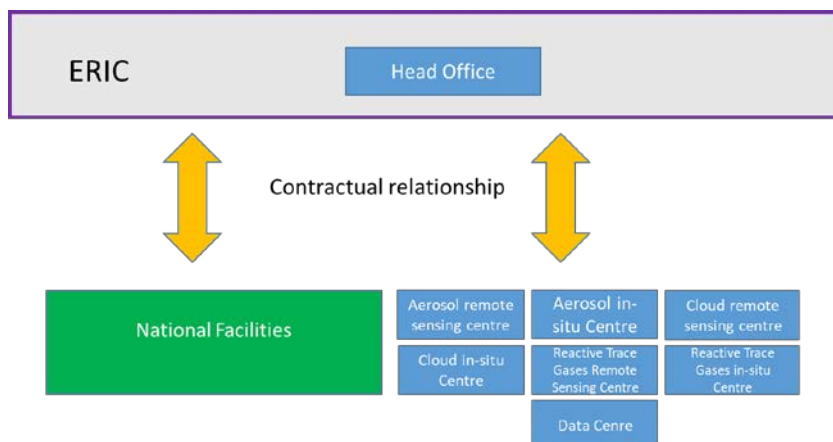 ERIC
Head Office
Contractual relationship
National Facilities
Aerosol remote
sensing centre
Aerosol in-
situ Centre
Cloud remote
sensing centre
Cloud in-situ
Centre
Reactive Trace
Gases Remote
Sensing Centre
Reactive Trace
Gases in-situ
Centre
Data Cenre